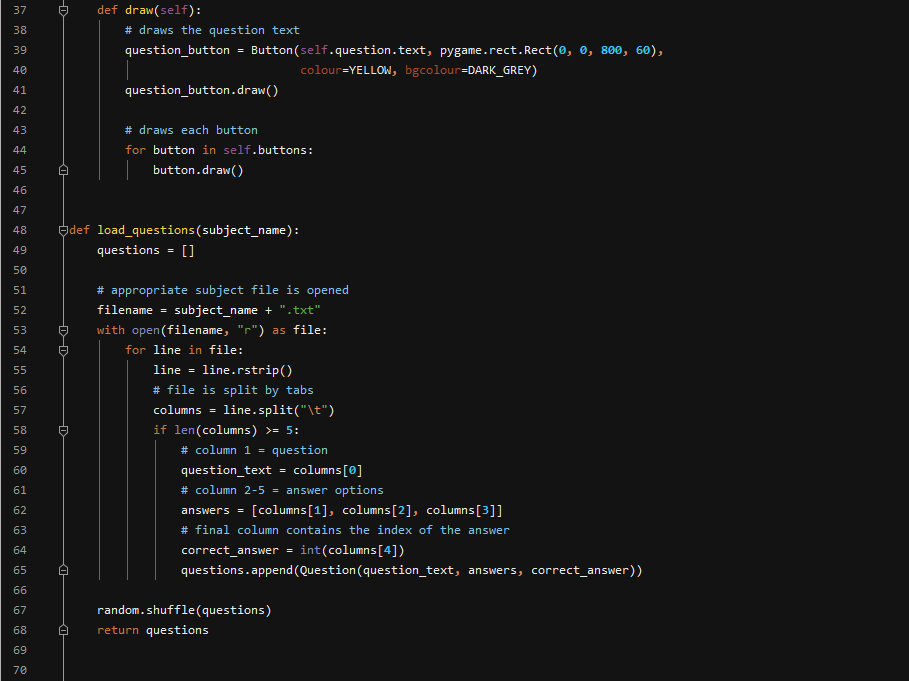 37 def draw(self):
38 # draws the question text
39 question_button = Button(self.question.text, pygame.rect.Rect(0, 0, 800, 60),
40 colour=YELLOW, bgcolour=DARK_GREY)
41 question_button.draw()
42
43 # draws each button
44 for button in self.buttons:
45 button.draw()
46
47
48 def load_questions(subject_name):
49 questions = []
50
51 # appropriate subject file is opened
52 filename = subject_name + ".txt"
53 with open(filename, "r") as file:
54 for line in file:
55 line = line.rstrip()
56 # file is split by tabs
57 columns = line.split("\t")
58 if len(columns) >= 5:
59 # column 1 = question
60 question_text = columns[0]
61 # column 2-5 = answer options
62 answers = [columns[1], columns[2], columns[3]]
63 # final column contains the index of the answer
64 correct_answer = int(columns[4])
65 questions.append(Question(question_text, answers, correct_answer))
66
67 random.shuffle(questions)
68 return questions
69
70